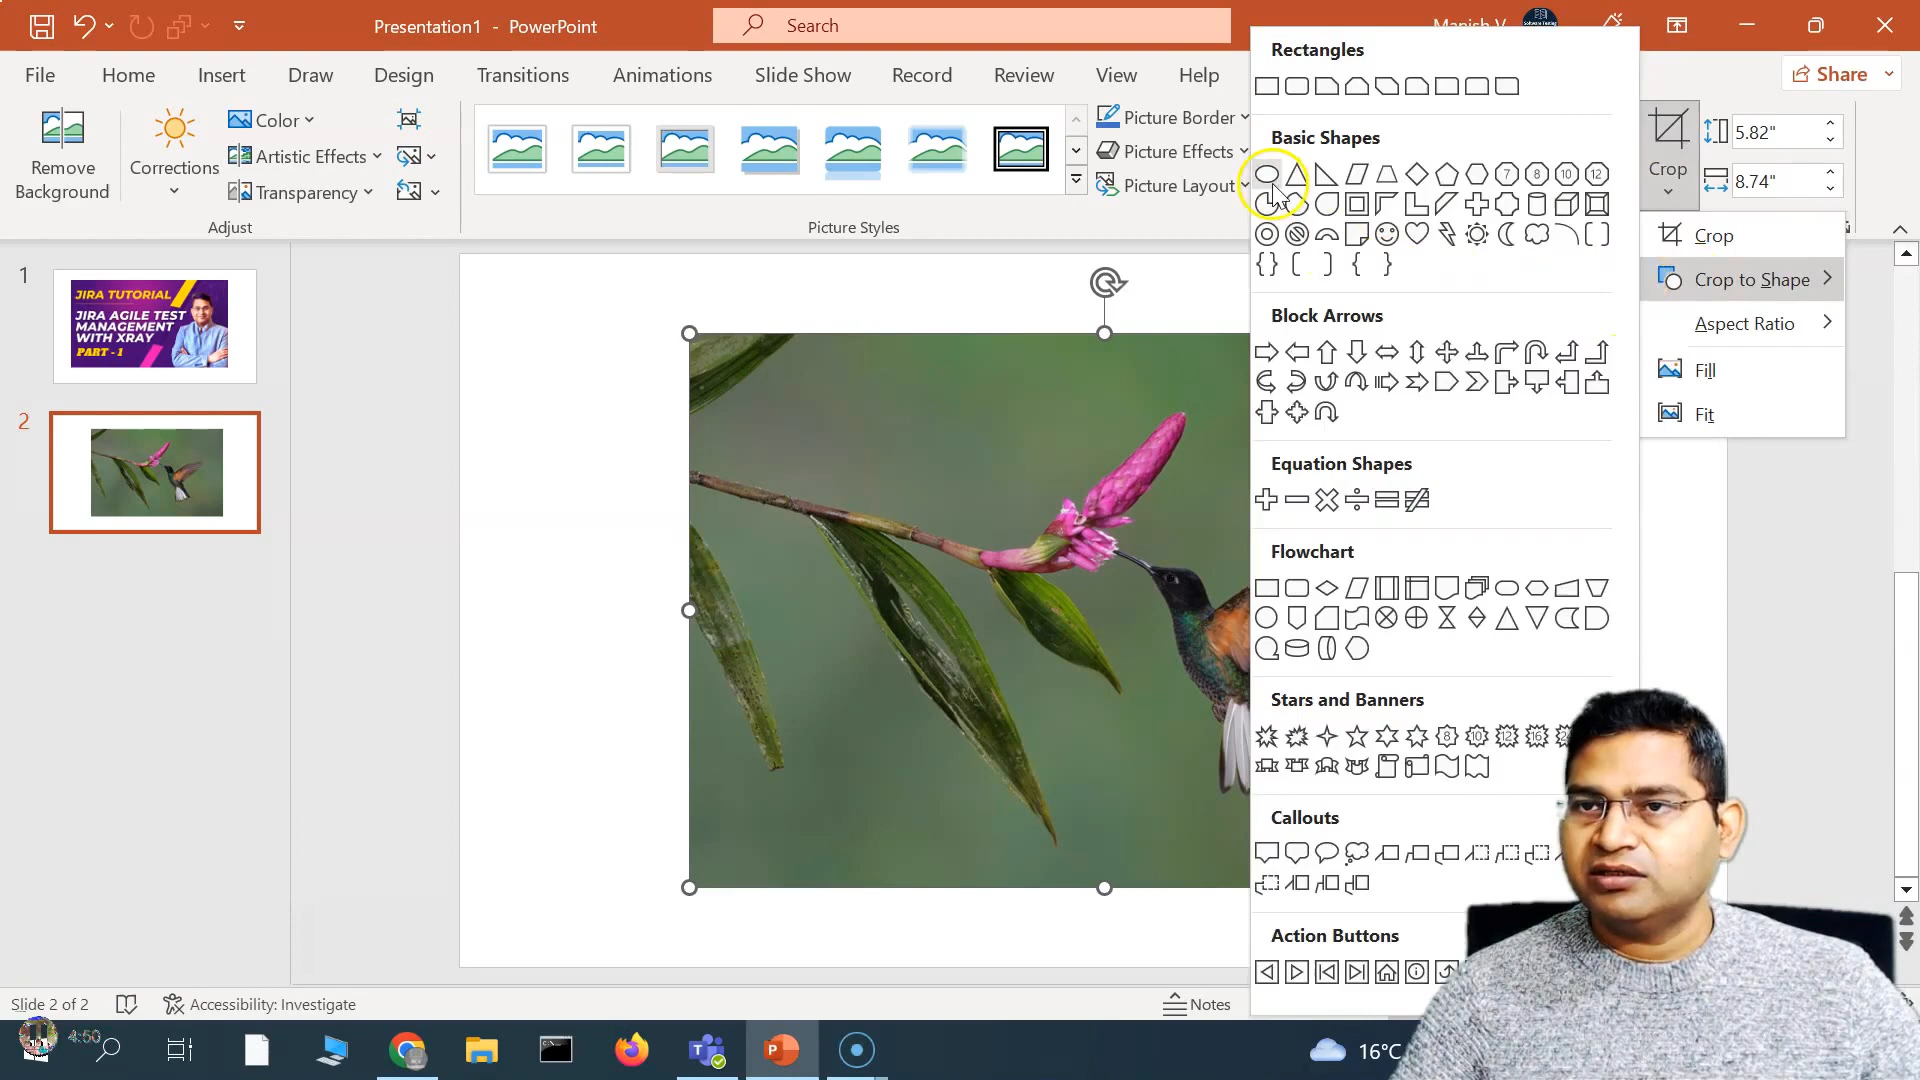 Presentation1 - PowerPoint
Search
Manish V
File Home Insert Draw Design Transitions Animations Slide Show Record Review View Help
Share
Remove Background
Corrections
Color
Artistic Effects
Transparency
Adjust
Picture Styles
Picture Border
Picture Effects
Picture Layout
Crop
5.82"
8.74"
Crop
Crop to Shape
Aspect Ratio
Fill
Fit
Rectangles
Basic Shapes
Block Arrows
Equation Shapes
Flowchart
Stars and Banners
Callouts
Action Buttons
1
JIRA TUTORIAL
JIRA AGILE TEST
MANAGEMENT
WITH XRAY
PART - 1
2
Slide 2 of 2
Accessibility: Investigate
Notes
4:50
16°C